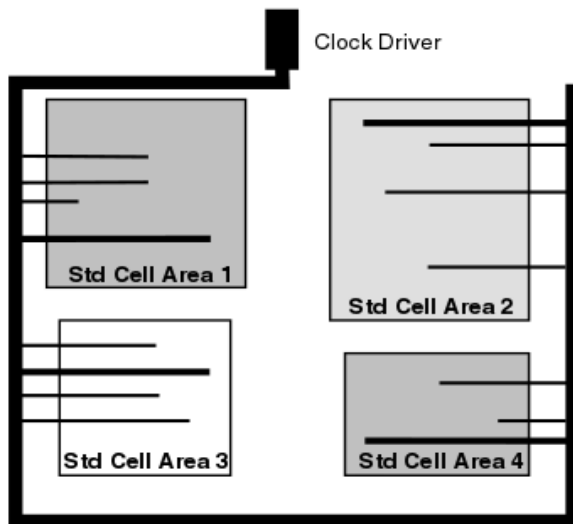 Clock Driver
Std Cell Area 1
Std Cell Area 2
Std Cell Area 3
Std Cell Area 4